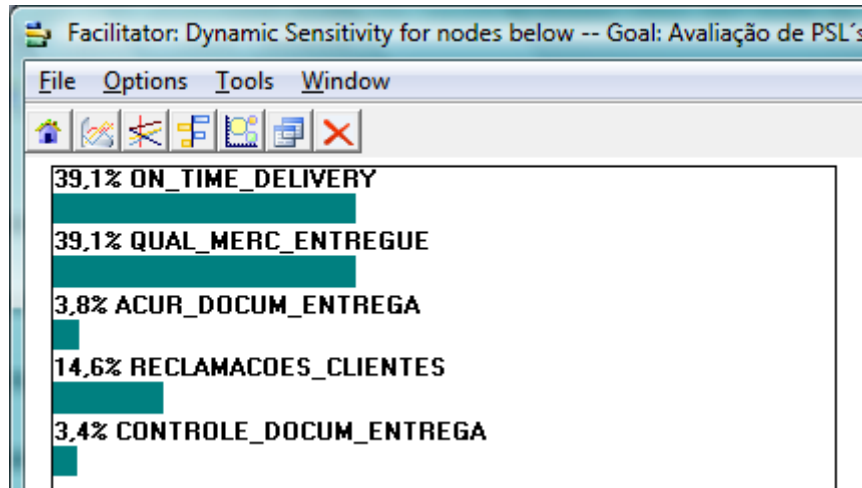 Facilitator: Dynamic Sensitivity for nodes below -- Goal: Avaliação de PSL´s
File Options Tools Window
39,1% ON_TIME_DELIVERY
39,1% QUAL_MERC_ENTREGUE
3,8% ACUR_DOCUM_ENTREGA
14,6% RECLAMACOES_CLIENTES
3,4% CONTROLE_DOCUM_ENTREGA